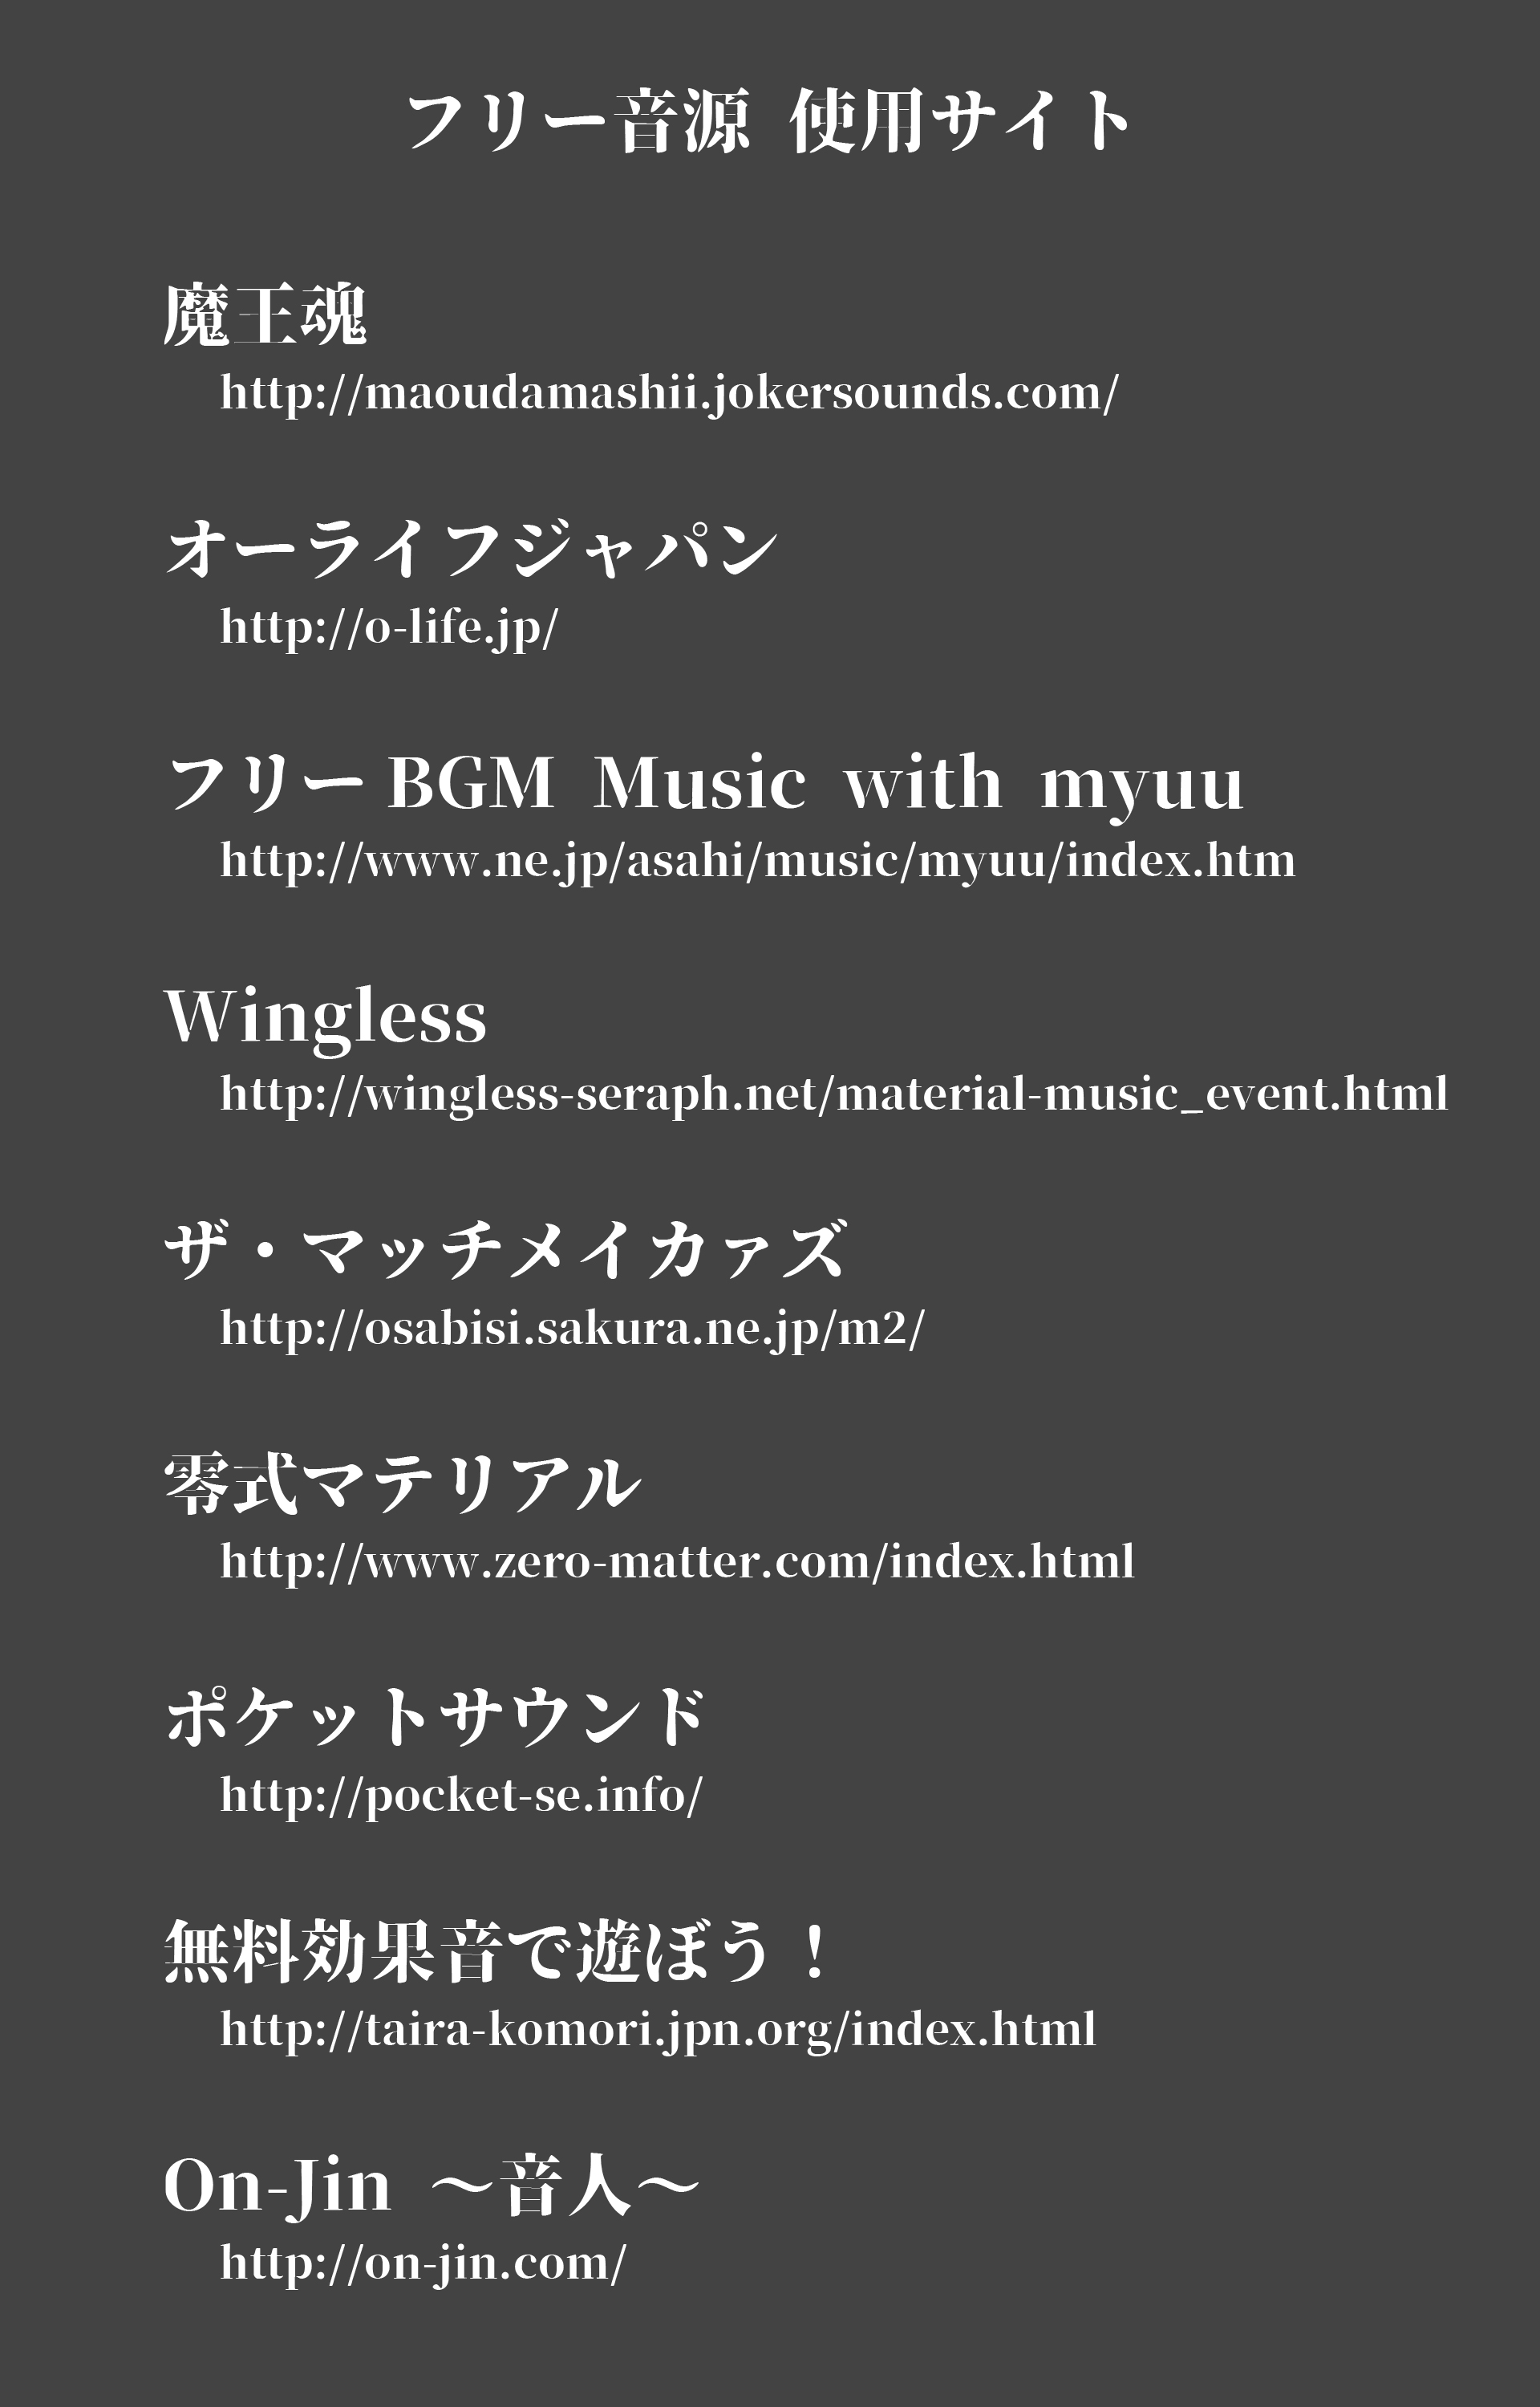 フリー音源 使用サイト
魔王魂
http://maoudamashii.jokersounds.com/
オーライフジャパン
http://o-life.jp/
フリーBGM Music with myuu
http://www.ne.jp/asahi/music/myuu/index.htm
Wingless
http://wingless-seraph.net/material-music_event.html
ザ・マッチメイカァズ
http://osabisi.sakura.ne.jp/m2/
零式マテリアル
http://www.zero-matter.com/index.html
ポケットサウンド
http://pocket-se.info/
無料効果音で遊ぼう！
http://taira-komori.jpn.org/index.html
On-Jin ～音人～
http://on-jin.com/